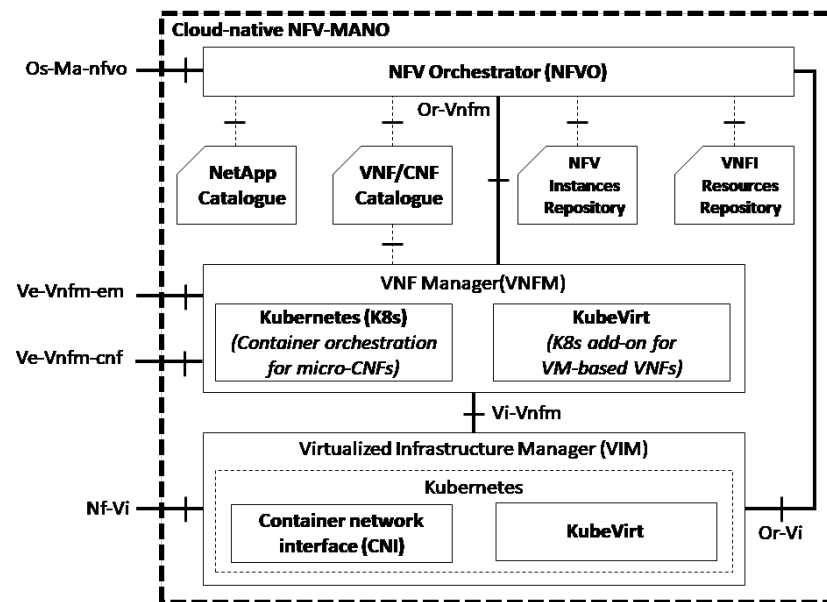 Cloud-native NFV-MANO
Os-Ma-nfvo
NFV Orchestrator (NFVO)
Or-Vnfm
NetApp
Catalogue
VNF/CNF
Catalogue
NFV
Instances
Repository
VNFI
Resources
Repository
Ve-Vnfm-em
VNF Manager(VNFM)
Kubernetes (K8s)
(Container orchestration
for micro-CNFs)
KubeVirt
(K8s add-on for
VM-based VNFs)
Ve-Vnfm-cnf
Vi-Vnfm
Virtualized Infrastructure Manager (VIM)
Kubernetes
Nf-Vi
Container network
interface (CNI)
KubeVirt
Or-Vi